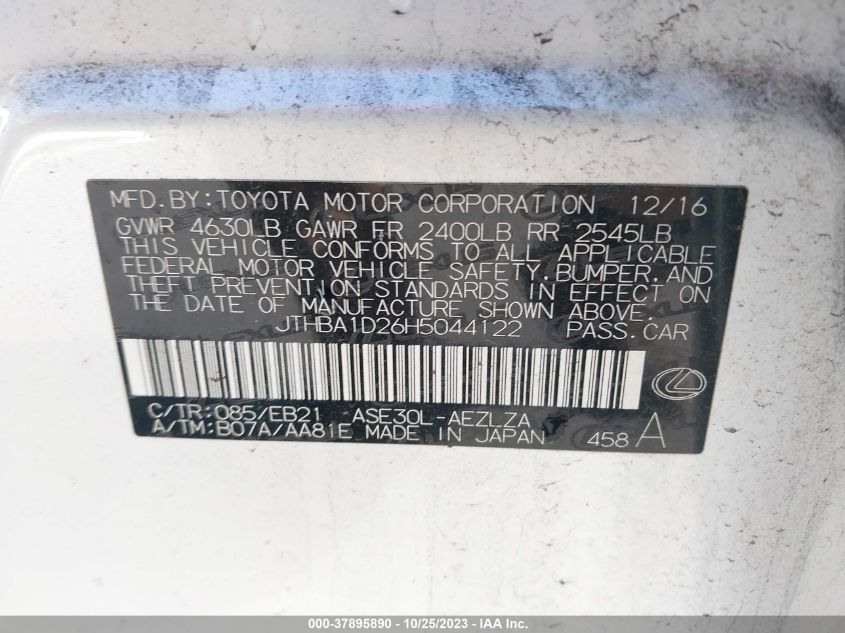 MFD. BY: TOYOTA MOTOR CORPORATION 12/16
GVWR 4630LB GAWR FR 2400LB RR 2545LB
THIS VEHICLE CONFORMS TO ALL APPLICABLE
FEDERAL MOTOR VEHICLE SAFETY, BUMPER, AND
THEFT PREVENTION STANDARDS IN EFFECT ON
THE DATE OF MANUFACTURE SHOWN ABOVE.
JTHBA1D26H5044122 PASS. CAR
C/TR: 085/EB21 ASE30L-AEZLZA
A/TM: B07A/AA81E MADE IN JAPAN 458 A
000-37895890 - 10/25/2023 - IAA Inc.